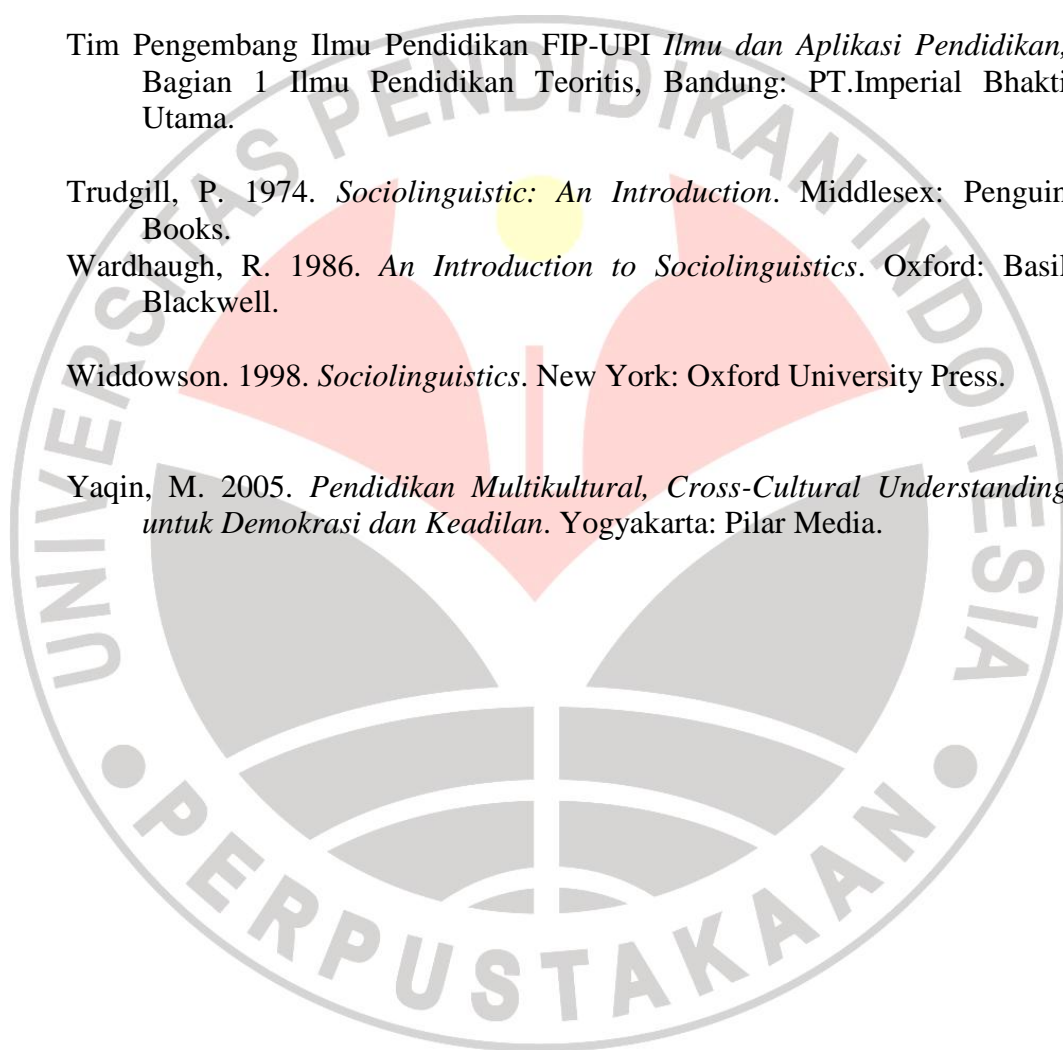 Tim Pengembang Ilmu Pendidikan FIP-UPI Ilmu dan Aplikasi Pendidikan,
Bagian 1 Ilmu Pendidikan Teoritis, Bandung: PT.Imperial Bhakti
Utama.
Trudgill, P. 1974. Sociolinguistic: An Introduction. Middlesex: Penguin
Books.
Wardhaugh, R. 1986. An Introduction to Sociolinguistics. Oxford: Basil
Blackwell.
Widdowson. 1998. Sociolinguistics. New York: Oxford University Press.
Yaqin, M. 2005. Pendidikan Multikultural, Cross-Cultural Understanding
untuk Demokrasi dan Keadilan. Yogyakarta: Pilar Media.
UNIVERSITAS PENDIDIKAN INDONESIA
PERPUSTAKAAN